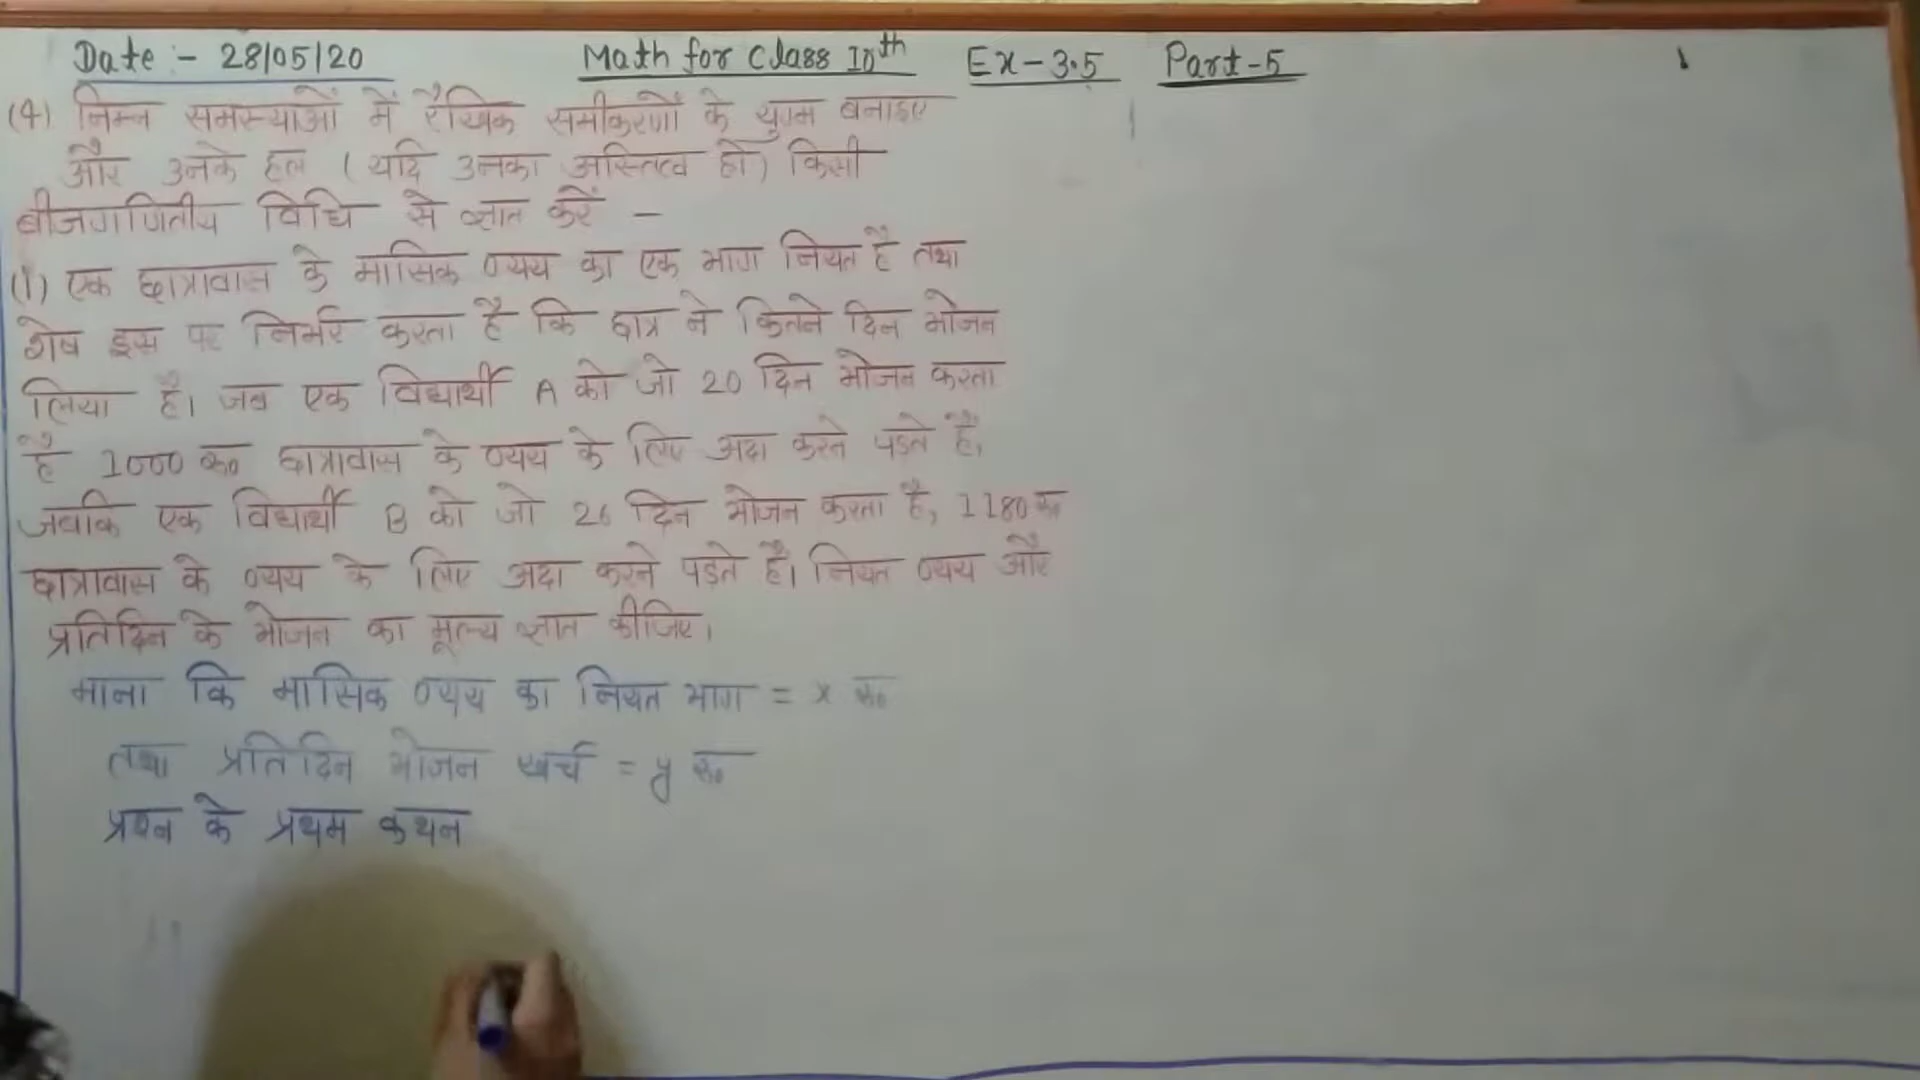 Date :- 28/05/20 Math for Class 10th Ex-3.5 Part-5 1
(4) निम्न समस्याओं में रैखिक समीकरणों के युग्म बनाइए
और उनके हल (यदि उनका अस्तित्व हो) किसी
बीजगणितीय विधि से ज्ञात करें -
(1) एक छात्रावास के मासिक व्यय का एक भाग नियत है तथा
शेष इस पर निर्भर करता है कि छात्र ने कितने दिन भोजन
लिया है। जब एक विद्यार्थी A को जो 20 दिन भोजन करता
है 1000 रू० छात्रावास के व्यय के लिए अदा करने पड़ते हैं,
जबकि एक विद्यार्थी B को जो 26 दिन भोजन करता है, 1180 रू०
छात्रावास के व्यय के लिए अदा करने पड़ते हैं। नियत व्यय और
प्रतिदिन के भोजन का मूल्य ज्ञात कीजिए।
माना कि मासिक व्यय का नियत भाग = x रू०
तथा प्रतिदिन भोजन खर्च = y रू०
प्रश्न के प्रथम कथन